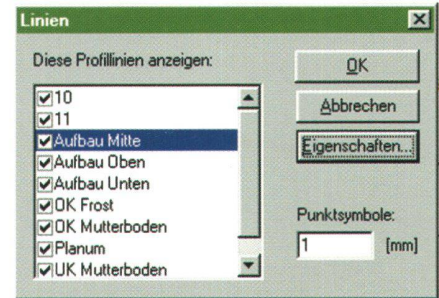 Linien
Diese Profillinien anzeigen:
10
11
Aufbau Mitte
Aufbau Oben
Aufbau Unten
OK Frost
OK Mutterboden
Planum
UK Mutterboden
OK
Abbrechen
Eigenschaften...
Punktsymbole:
1 [mm]